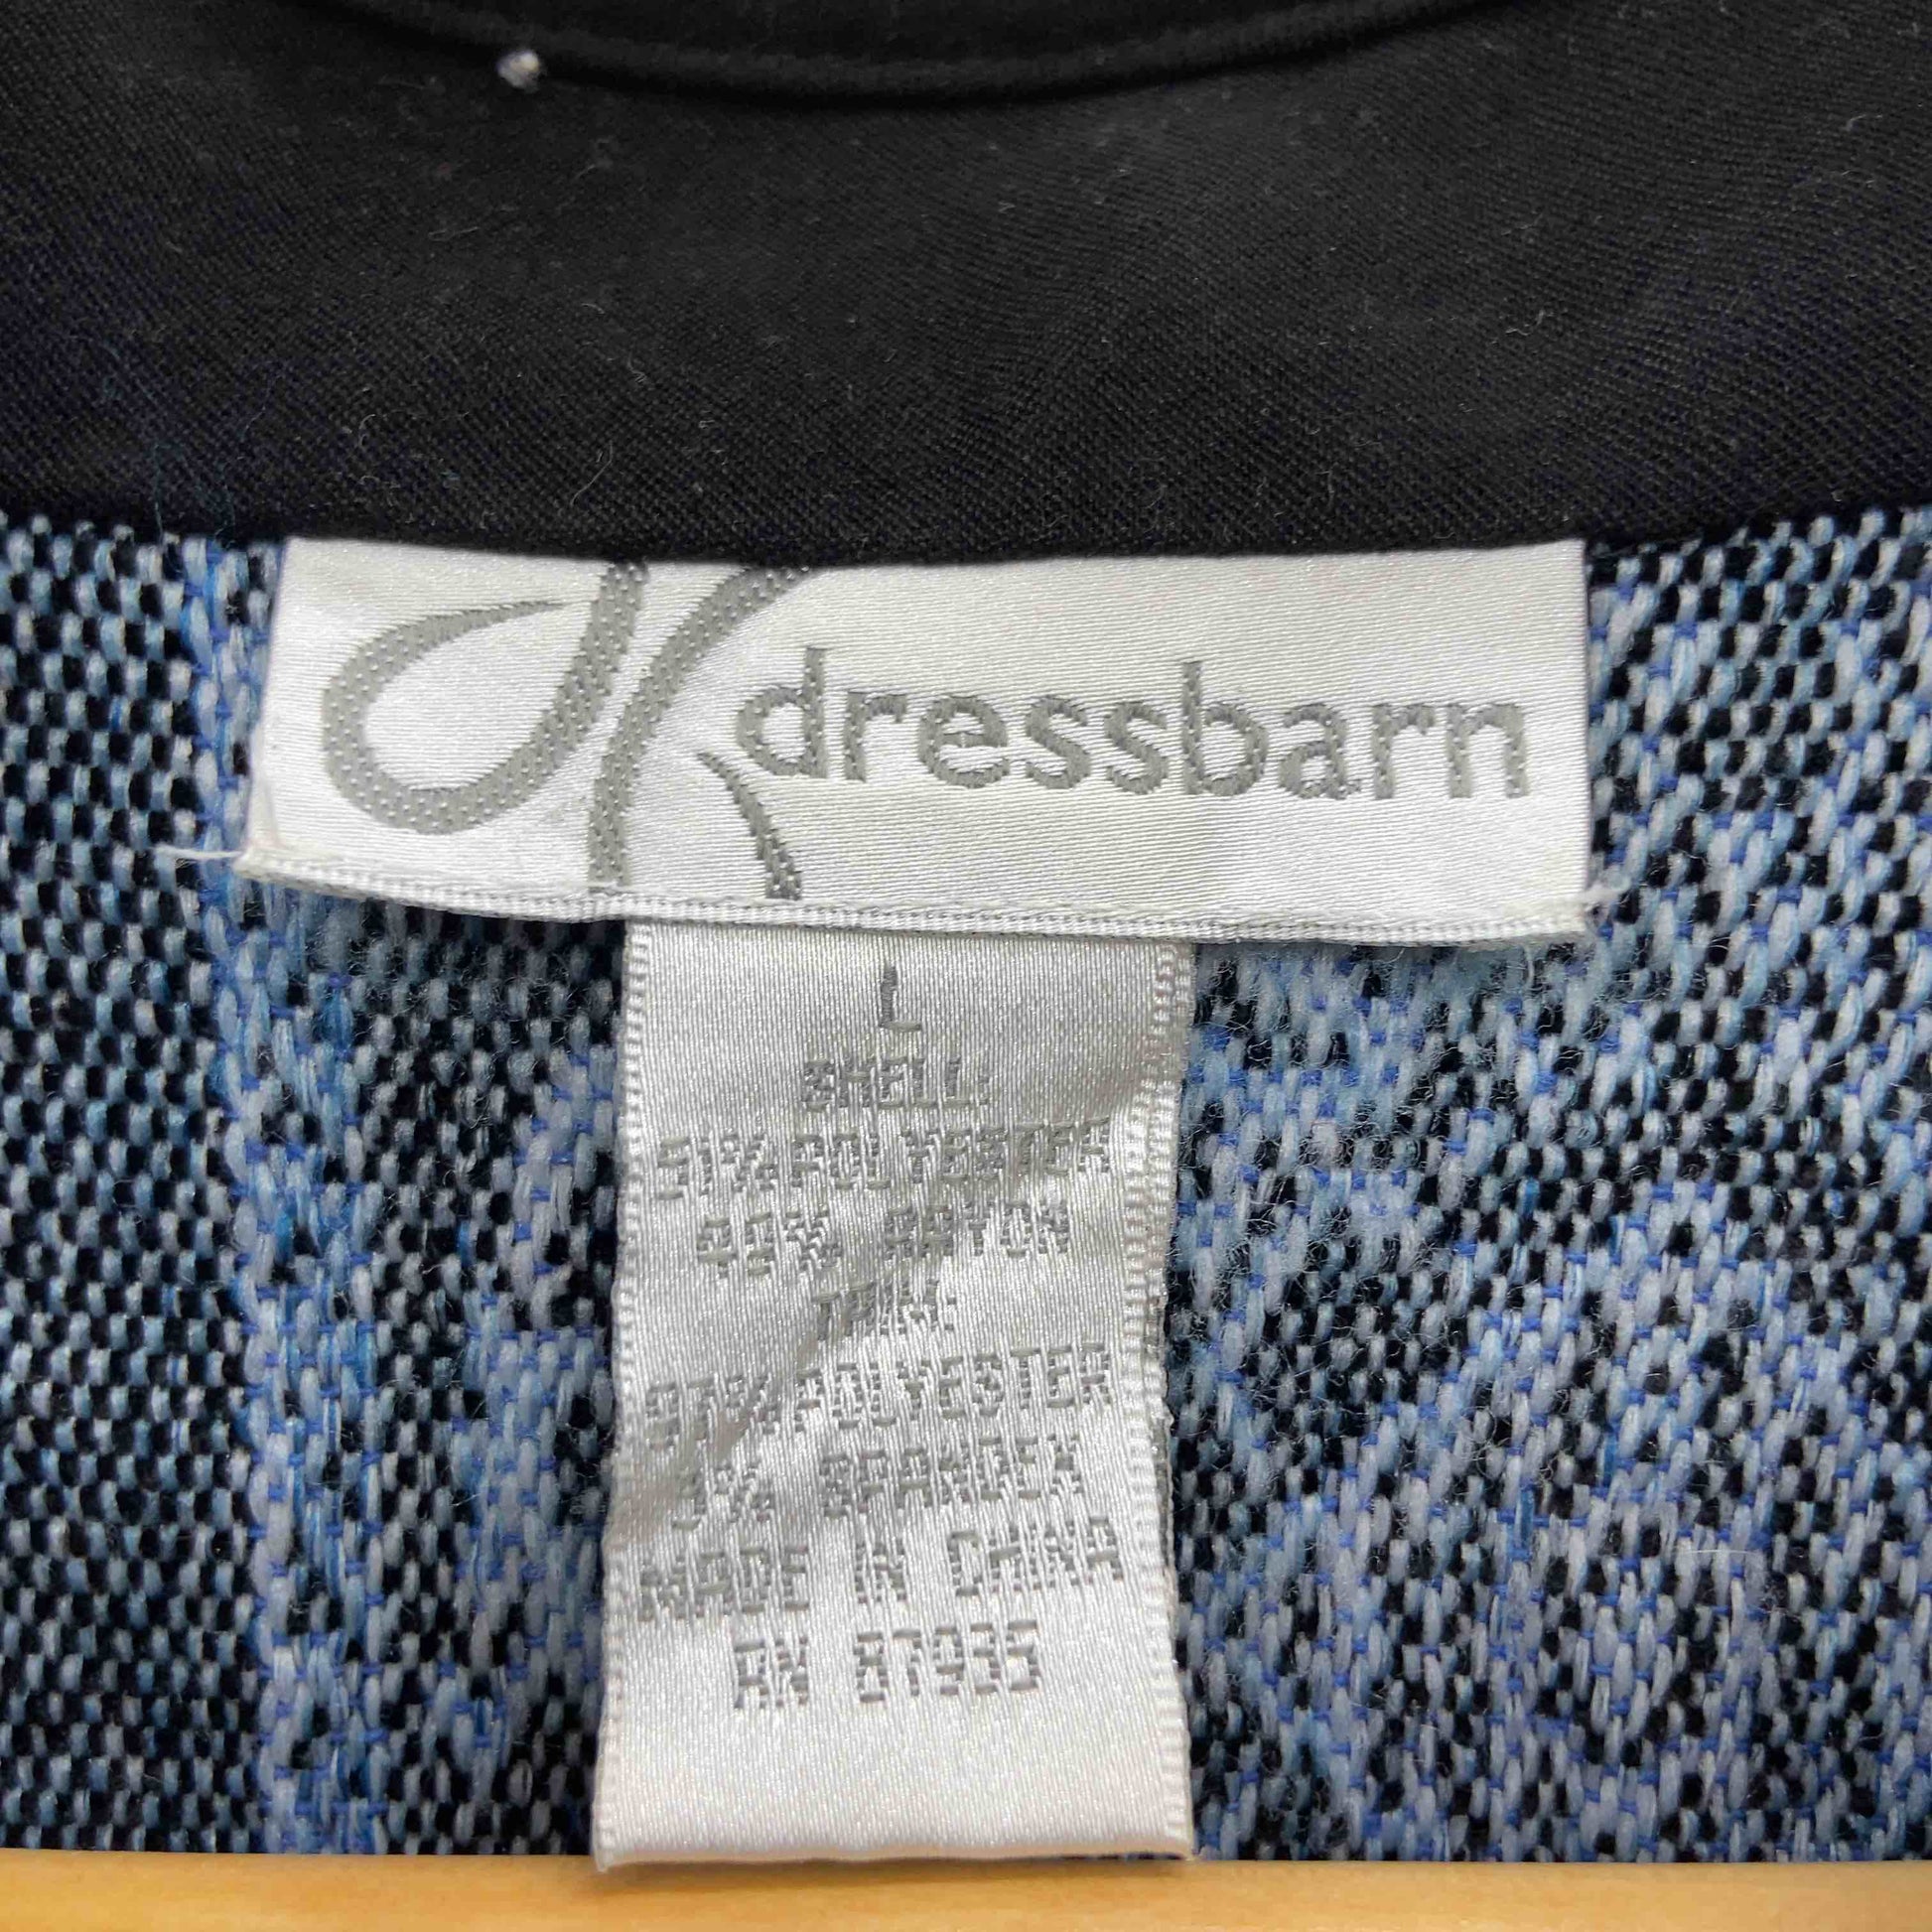 dressbarn
L
SHELL:
51% POLYESTER
49% RAYON
TRIM:
97% POLYESTER
3% SPANDEX
MADE IN CHINA
RN 87935